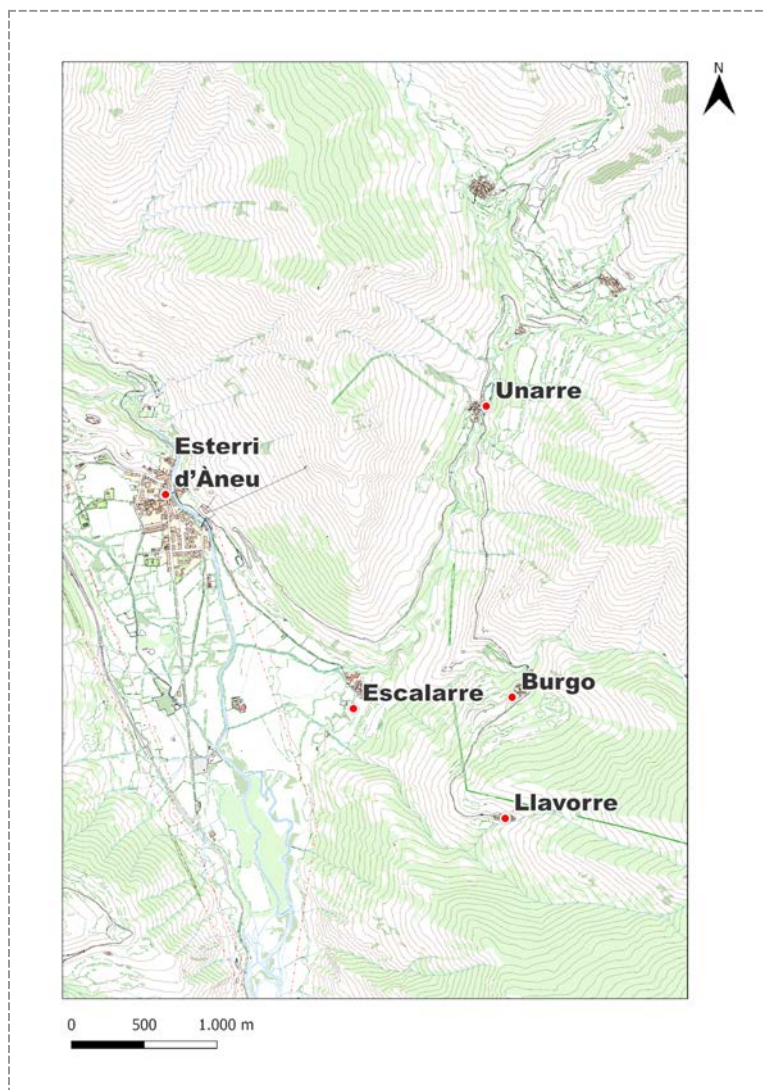 N
Unarre
Esterri
d'Àneu
Escalarre
Burgo
Llavorre
0 500 1.000 m